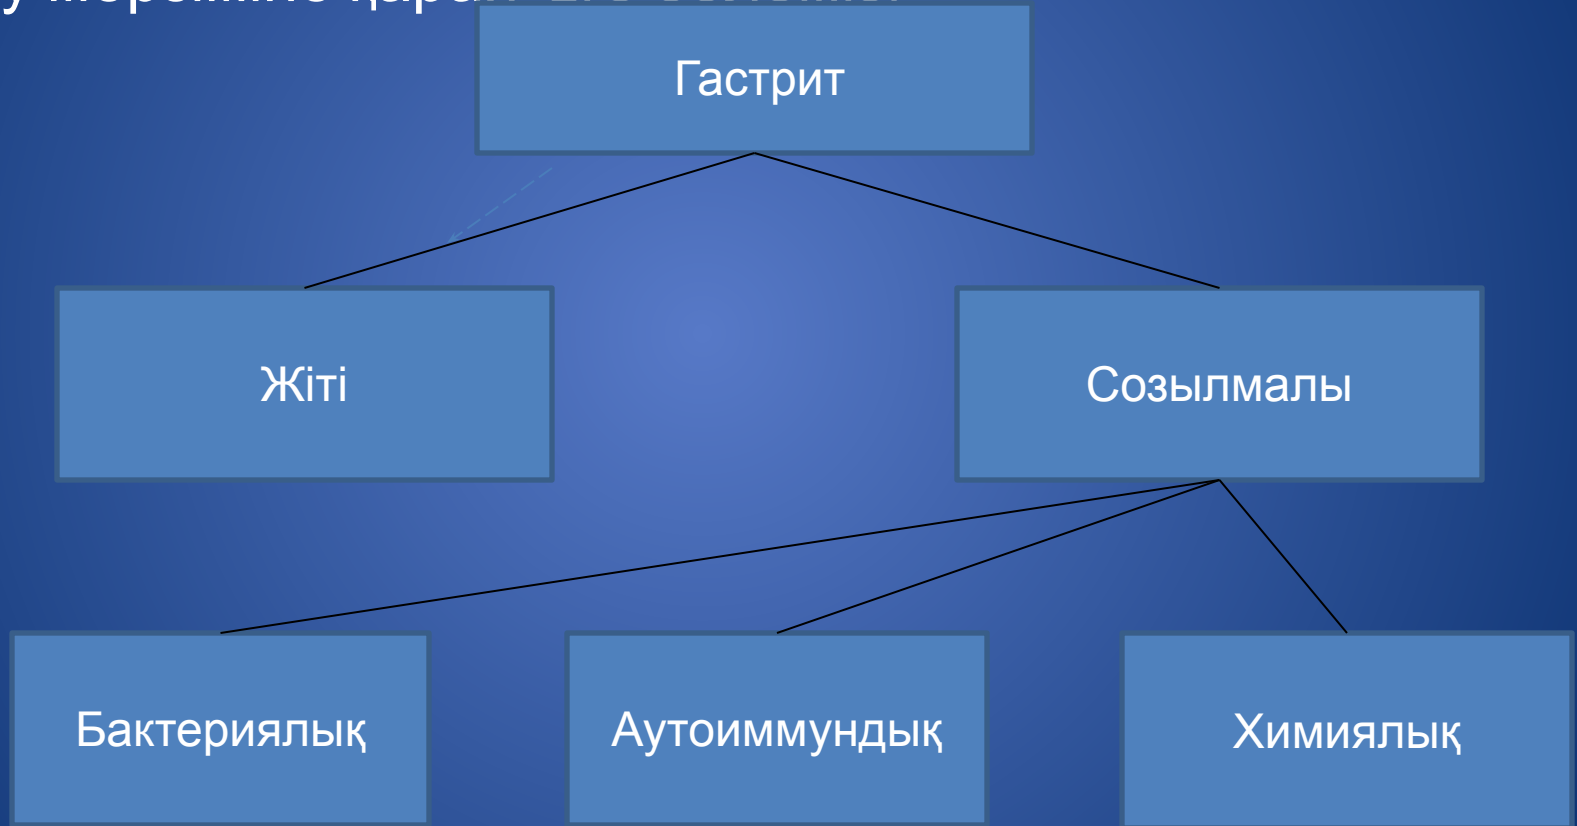 Гастрит
Жіті
Созылмалы
Бактериялық
Аутоиммундық
Химиялық